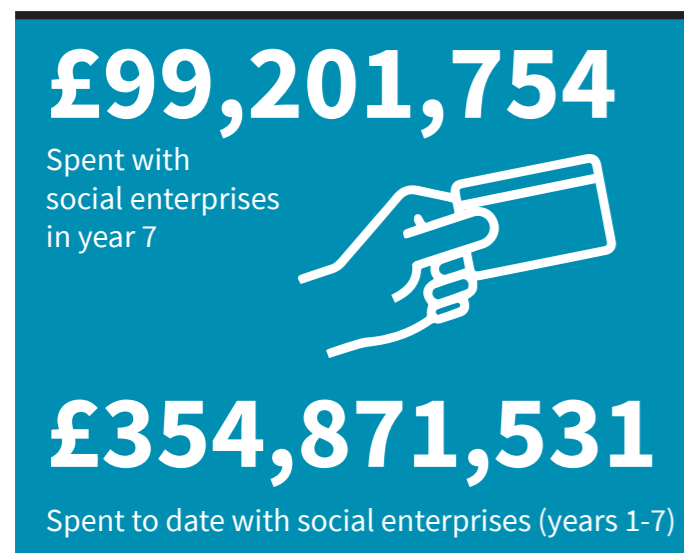 £99,201,754
Spent with
social enterprises
in year 7
£354,871,531
Spent to date with social enterprises (years 1-7)